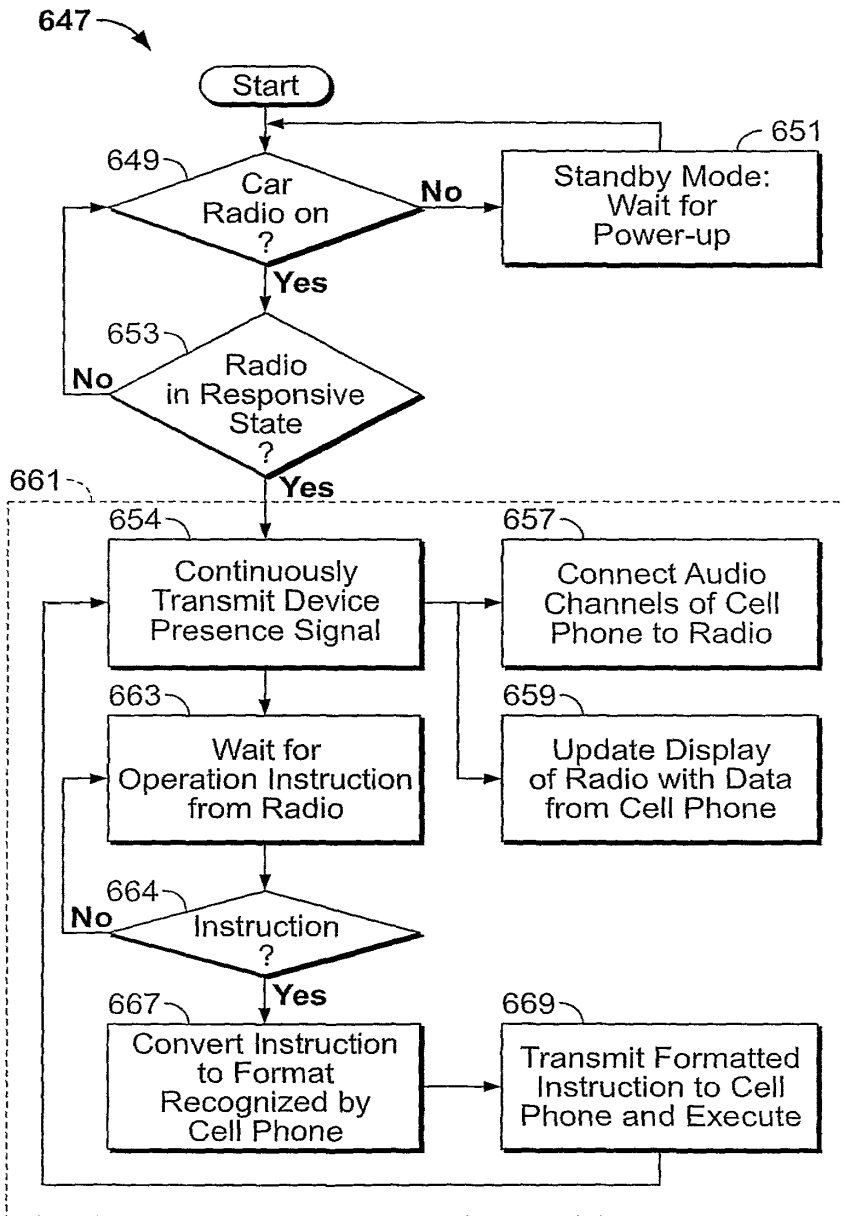 647
Start
649
Car
Radio on
?
No
651
Standby Mode:
Wait for
Power-up
Yes
653
Radio
in Responsive
State
?
No
Yes
661
654
Continuously
Transmit Device
Presence Signal
657
Connect Audio
Channels of Cell
Phone to Radio
663
Wait for
Operation Instruction
from Radio
659
Update Display
of Radio with Data
from Cell Phone
664
Instruction
?
No
Yes
667
Convert Instruction
to Format
Recognized by
Cell Phone
669
Transmit Formatted
Instruction to Cell
Phone and Execute